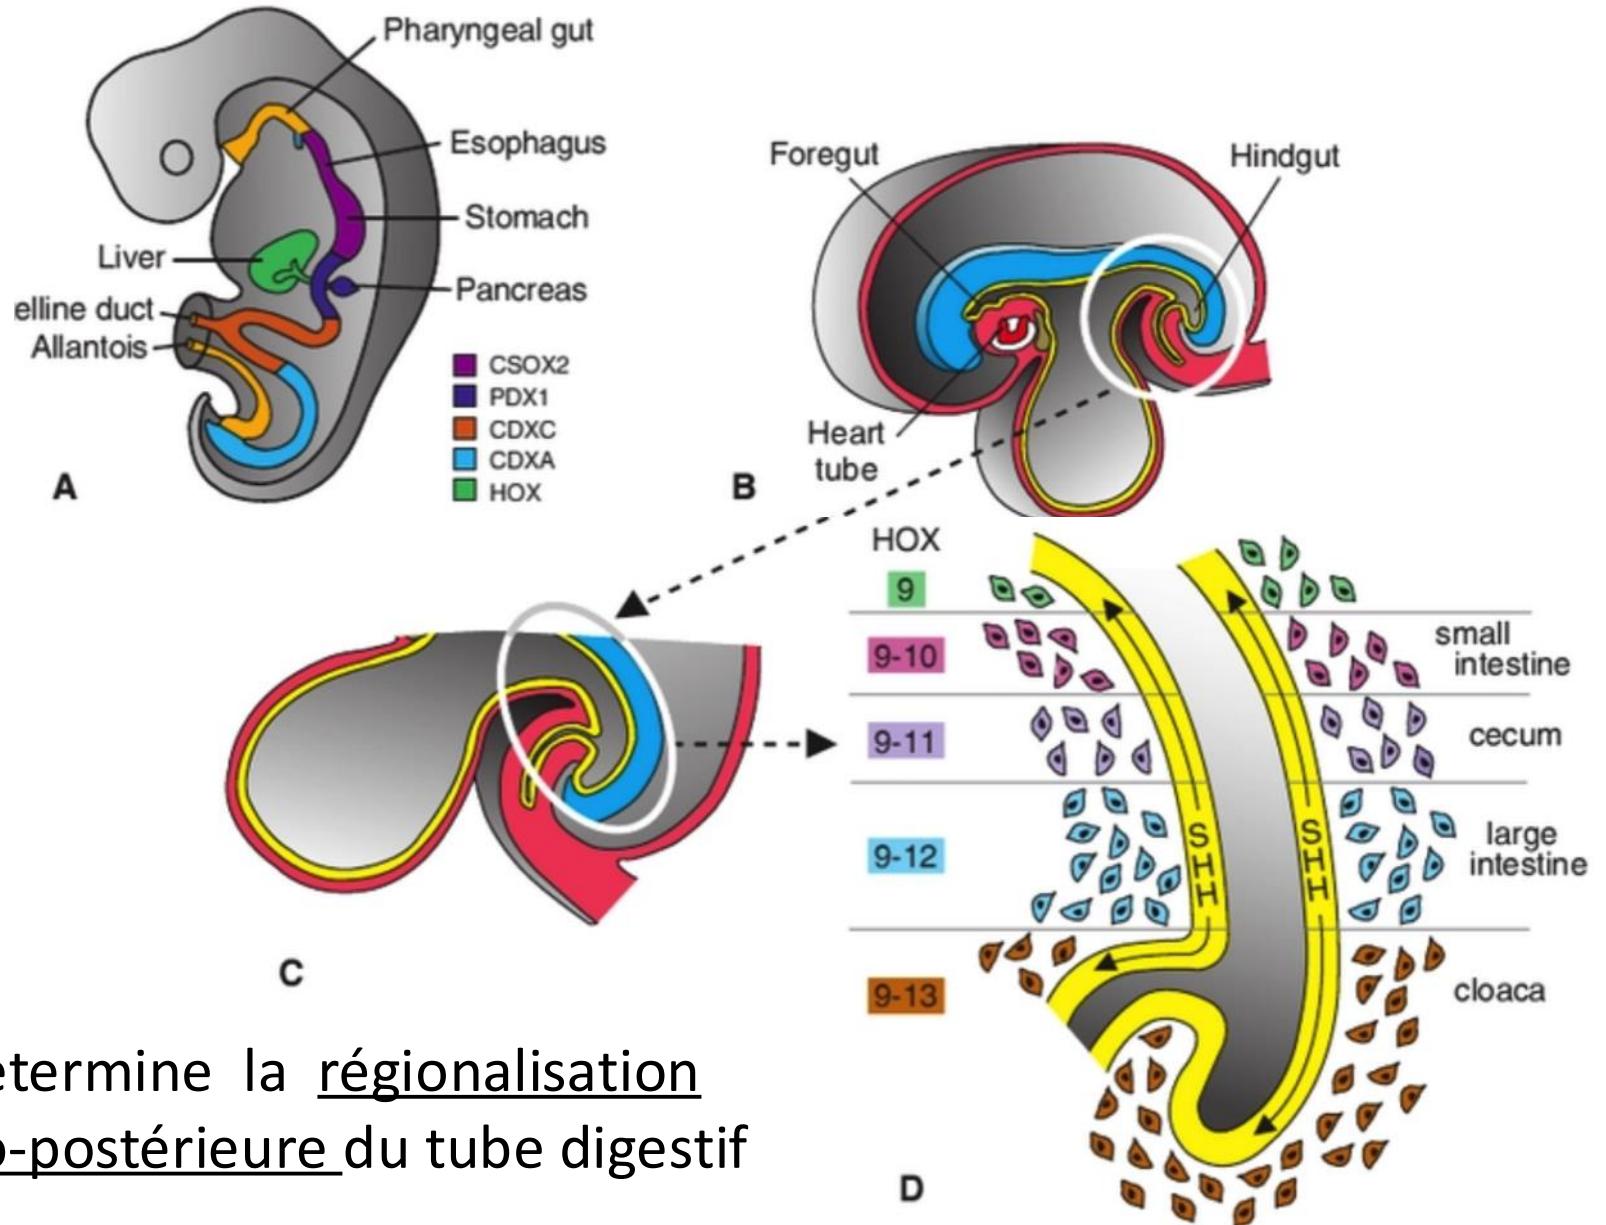 Pharyngeal gut
Esophagus
Stomach
Liver
Pancreas
elline duct
Allantois
CSOX2
PDX1
CDXC
CDXA
HOX
A
Foregut
Hindgut
Heart
tube
B
C
HOX
9
9-10
small
intestine
9-11
cecum
9-12
large
intestine
SHH
SHH
9-13
cloaca
D
etermine la régionalisation
o-postérieure du tube digestif